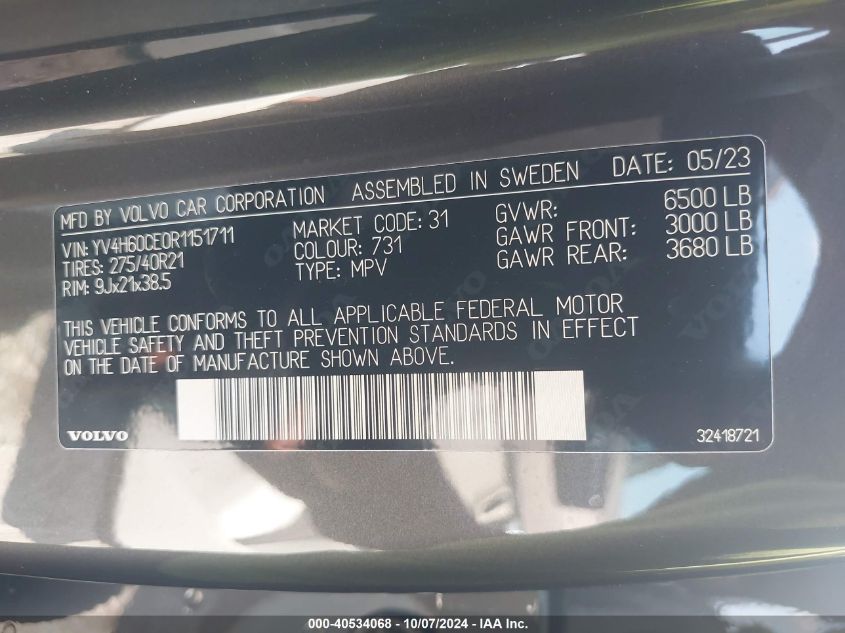 MFD BY VOLVO CAR CORPORATION ASSEMBLED IN SWEDEN DATE: 05/23
VIN: YV4H60CE0R1151711
TIRES: 275/40R21
RIM: 9Jx21x38.5
MARKET CODE: 31
COLOUR: 731
TYPE: MPV
GVWR: 6500 LB
GAWR FRONT: 3000 LB
GAWR REAR: 3680 LB
THIS VEHICLE CONFORMS TO ALL APPLICABLE FEDERAL MOTOR
VEHICLE SAFETY AND THEFT PREVENTION STANDARDS IN EFFECT
ON THE DATE OF MANUFACTURE SHOWN ABOVE.
VOLVO
32418721
000-40534068 - 10/07/2024 - IAA Inc.